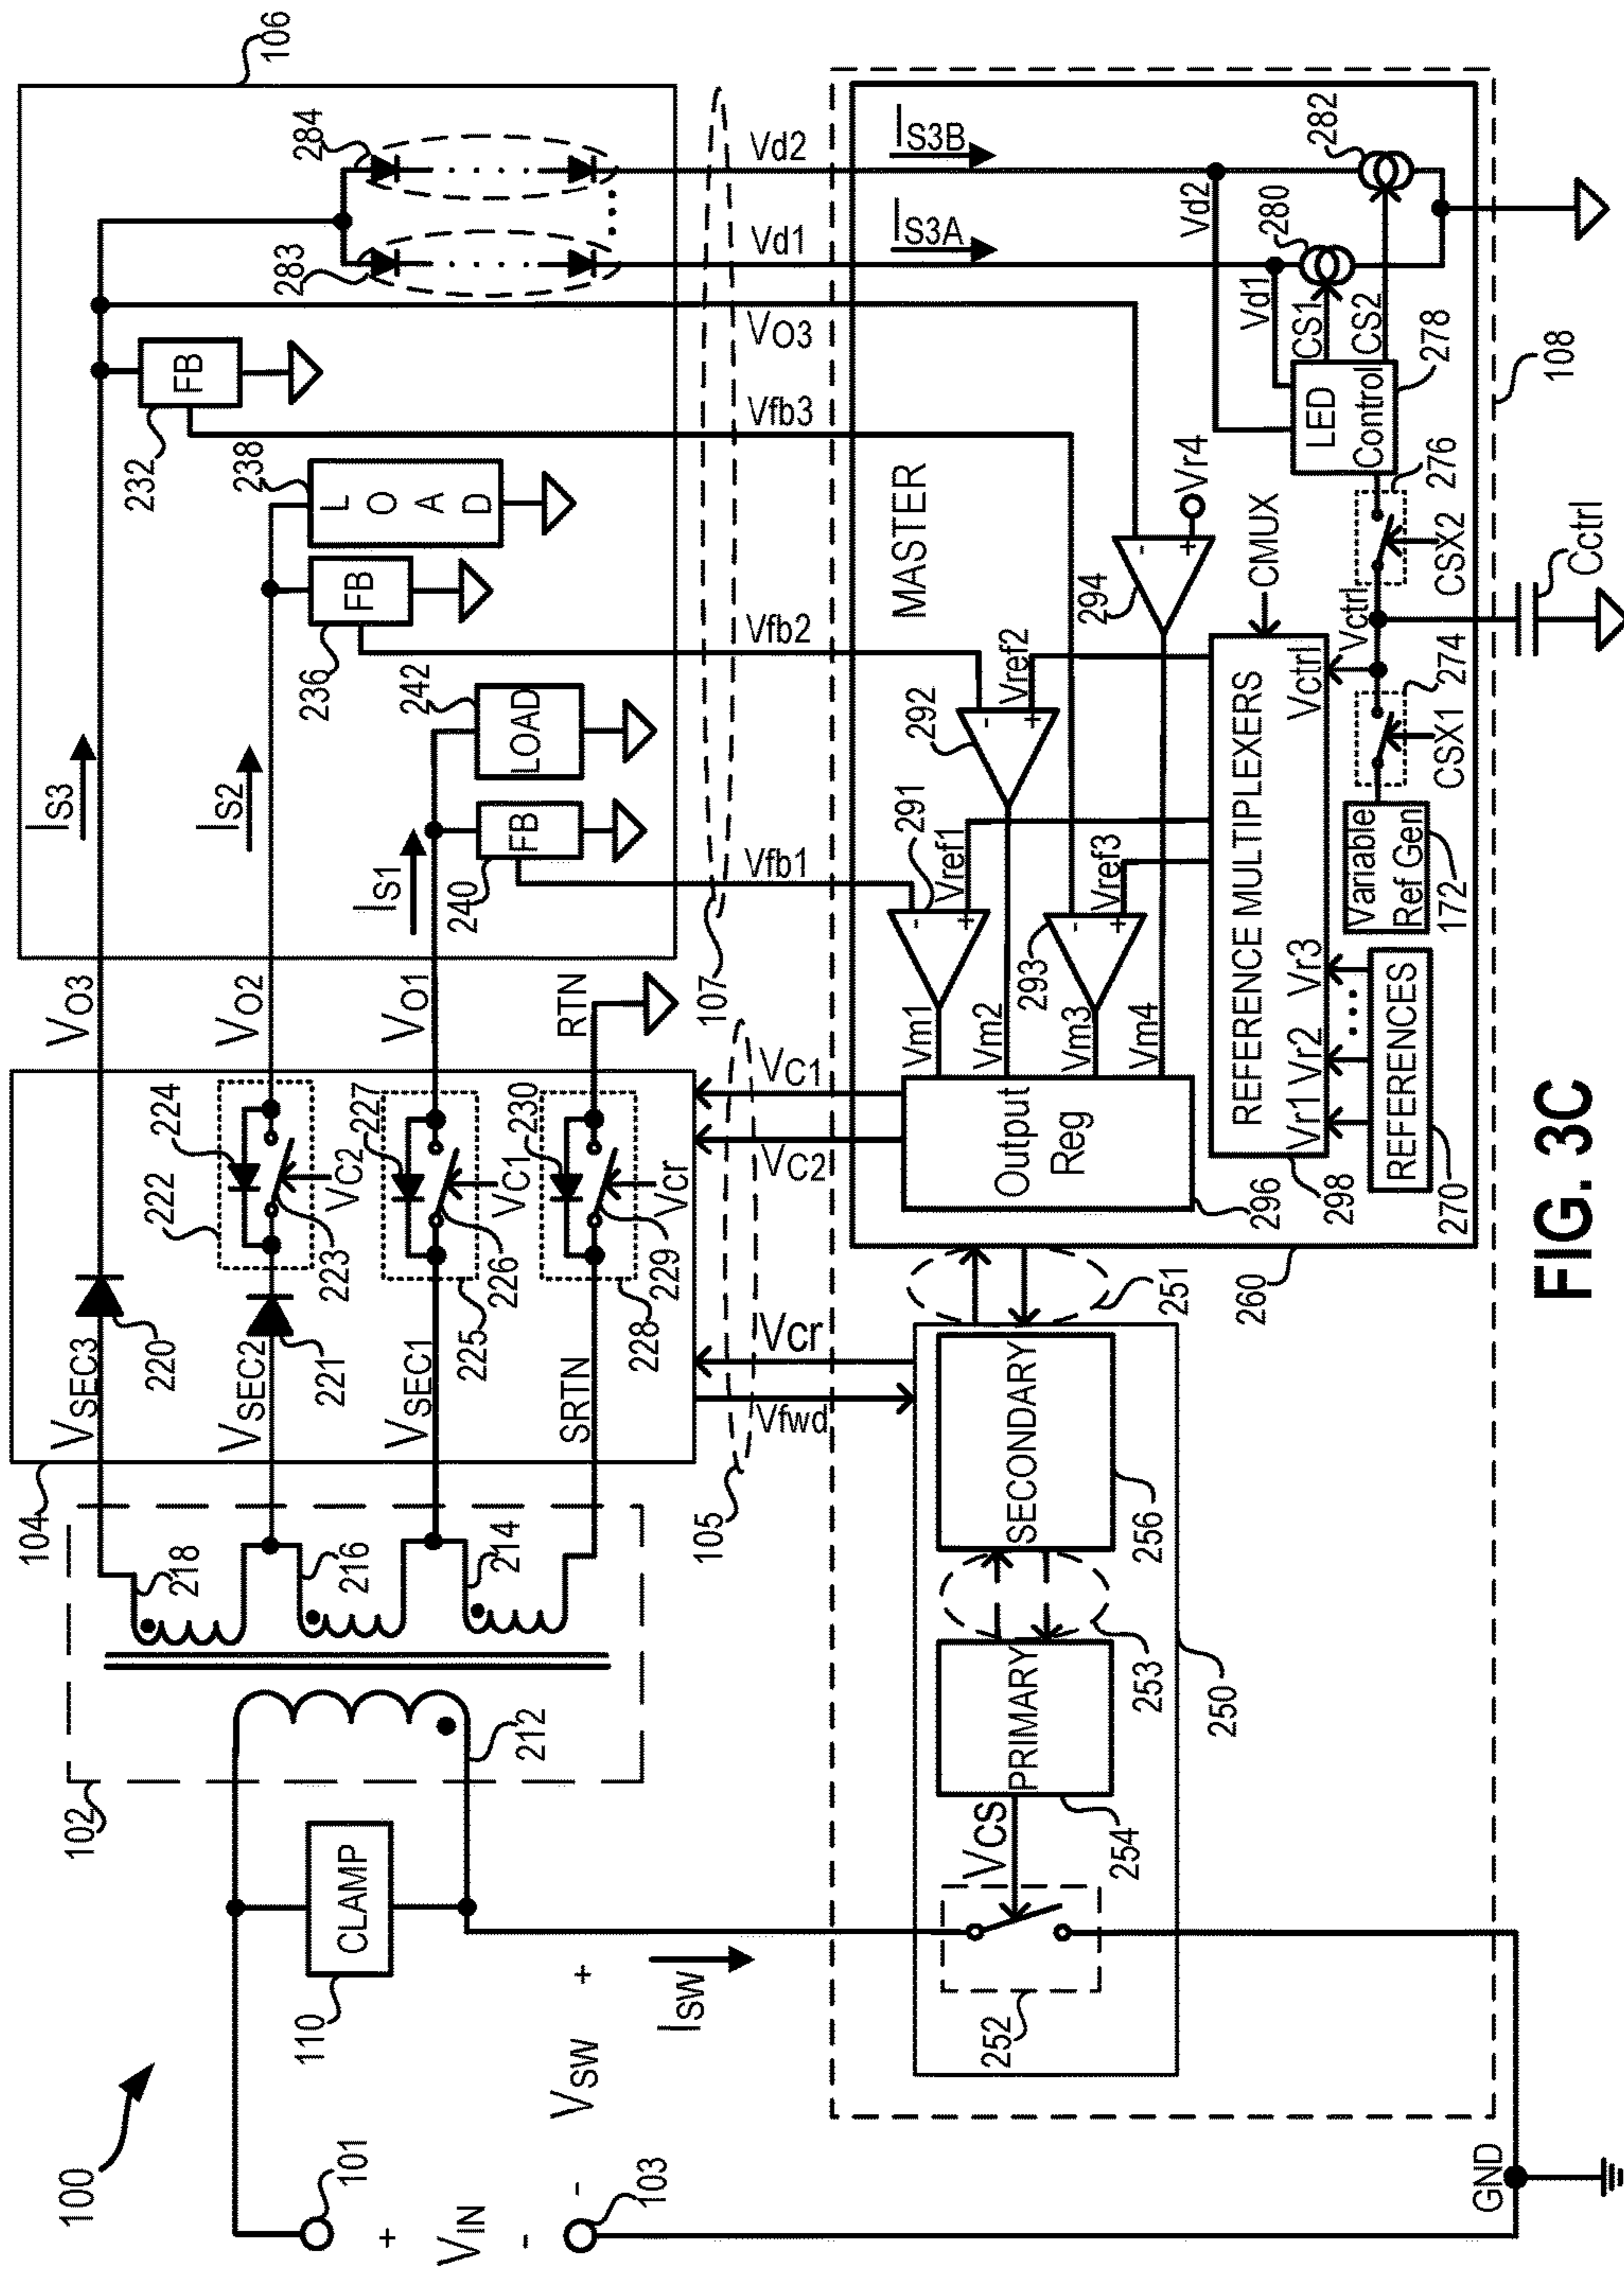 100
101
+
VIN
-
103
-
VSW
+
ISW
110
CLAMP
102
212
218
216
214
104
VSEC3
VSEC2
VSEC1
SRTN
220
221
222
224
223
VC2
225
227
226
VC1
228
230
229
Vcr
VO3
VO2
VO1
RTN
IS3
IS2
IS1
106
240
FB
242
LOAD
236
FB
238
LOAD
232
FB
283
284
105
Vfwd
Vcr
VC2
VC1
107
Vfb1
Vfb2
Vfb3
VO3
Vd1
Vd2
IS3A
IS3B
252
VCS
PRIMARY
254
253
SECONDARY
256
250
251
260
MASTER
Output
Reg
296
Vm1
Vm2
Vm3
Vm4
291
-
+
Vref1
292
-
+
Vref2
293
-
+
Vref3
294
-
+
Vr4
REFERENCE MULTIPLEXERS
298
CMUX
Vr1
Vr2
Vr3
Vctrl
REFERENCES
270
Variable
Ref Gen
172
274
CSX1
Vctrl
276
CSX2
Cctrl
LED
Control
278
Vd1
Vd2
CS1
CS2
280
282
108
GND
FIG. 3C